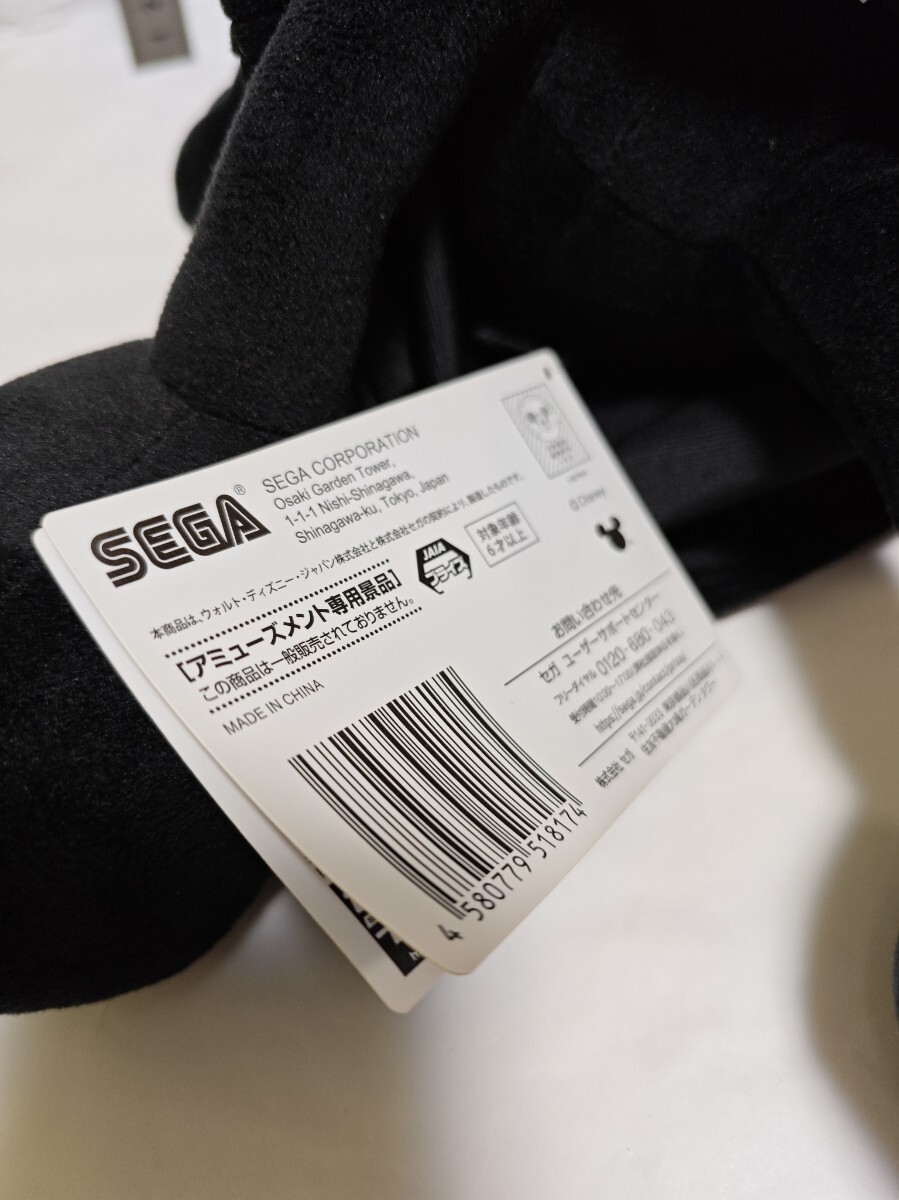 SEGA®
SEGA CORPORATION
Osaki Garden Tower,
1-1-1 Nishi-Shinagawa,
Shinagawa-ku, Tokyo, Japan
本商品は、ウォルト・ディズニー・ジャパン株式会社と株式会社セガの契約により、製造したものです。
【アミューズメント専用景品】
この商品は一般販売されておりません。
MADE IN CHINA
JAIA
プライズ
対象年齢
6才以上
© Disney
お問い合わせ先
セガ ユーザーサポートセンター
フリーダイヤル 0120-680-040
株式会社 セガ
4 580779 518174